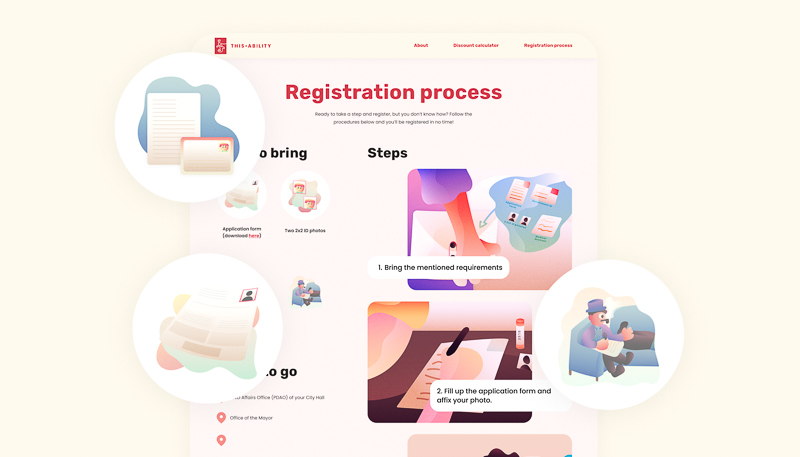 THIS•ABILITY
About
Discount calculator
Registration process
Registration process
Ready to take a step and register, but you don't know how? Follow the
procedures below and you'll be registered in no time!
o bring
Steps
Application form
(download here)
Two 2x2 ID photos
1. Bring the mentioned requirements
2. Fill up the application form and
affix your photo.
o go
Affairs Office (PDAO) of your City Hall
Office of the Mayor